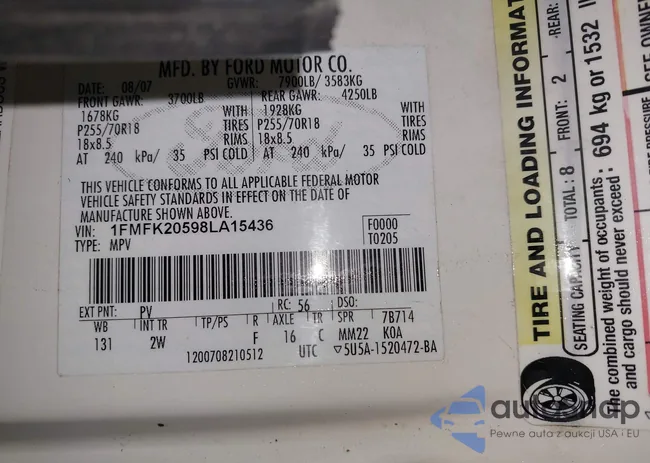 MFD. BY FORD MOTOR CO.
DATE: 08/07 GVWR: 7900LB/ 3583KG
FRONT GAWR: 3700LB REAR GAWR: 4250LB
1678KG WITH 1928KG WITH
P255/70R18 TIRES P255/70R18 TIRES
18x8.5 RIMS 18x8.5 RIMS
AT 240 kPa/ 35 PSI COLD AT 240 kPa/ 35 PSI COLD
THIS VEHICLE CONFORMS TO ALL APPLICABLE FEDERAL MOTOR
VEHICLE SAFETY STANDARDS IN EFFECT ON THE DATE OF
MANUFACTURE SHOWN ABOVE.
VIN: 1FMFK20598LA15436 F0000
TYPE: MPV T0205
EXT PNT: PV RC: 56 DSO:
WB INT TR TP/PS R AXLE TR SPR 7B714
131 2W F 16 C MM22 KOA
1200708210512 UTC ▽5U5A-1520472-BA
TIRE AND LOADING INFORMAT
SEATING CAPACITY TOTAL: 8 FRONT: 2 REAR:
The combined weight of occupants
and cargo should never exceed: 694 kg or 1532
SEE OWNER
autosnap
Pewne auta z aukcji USA i EU